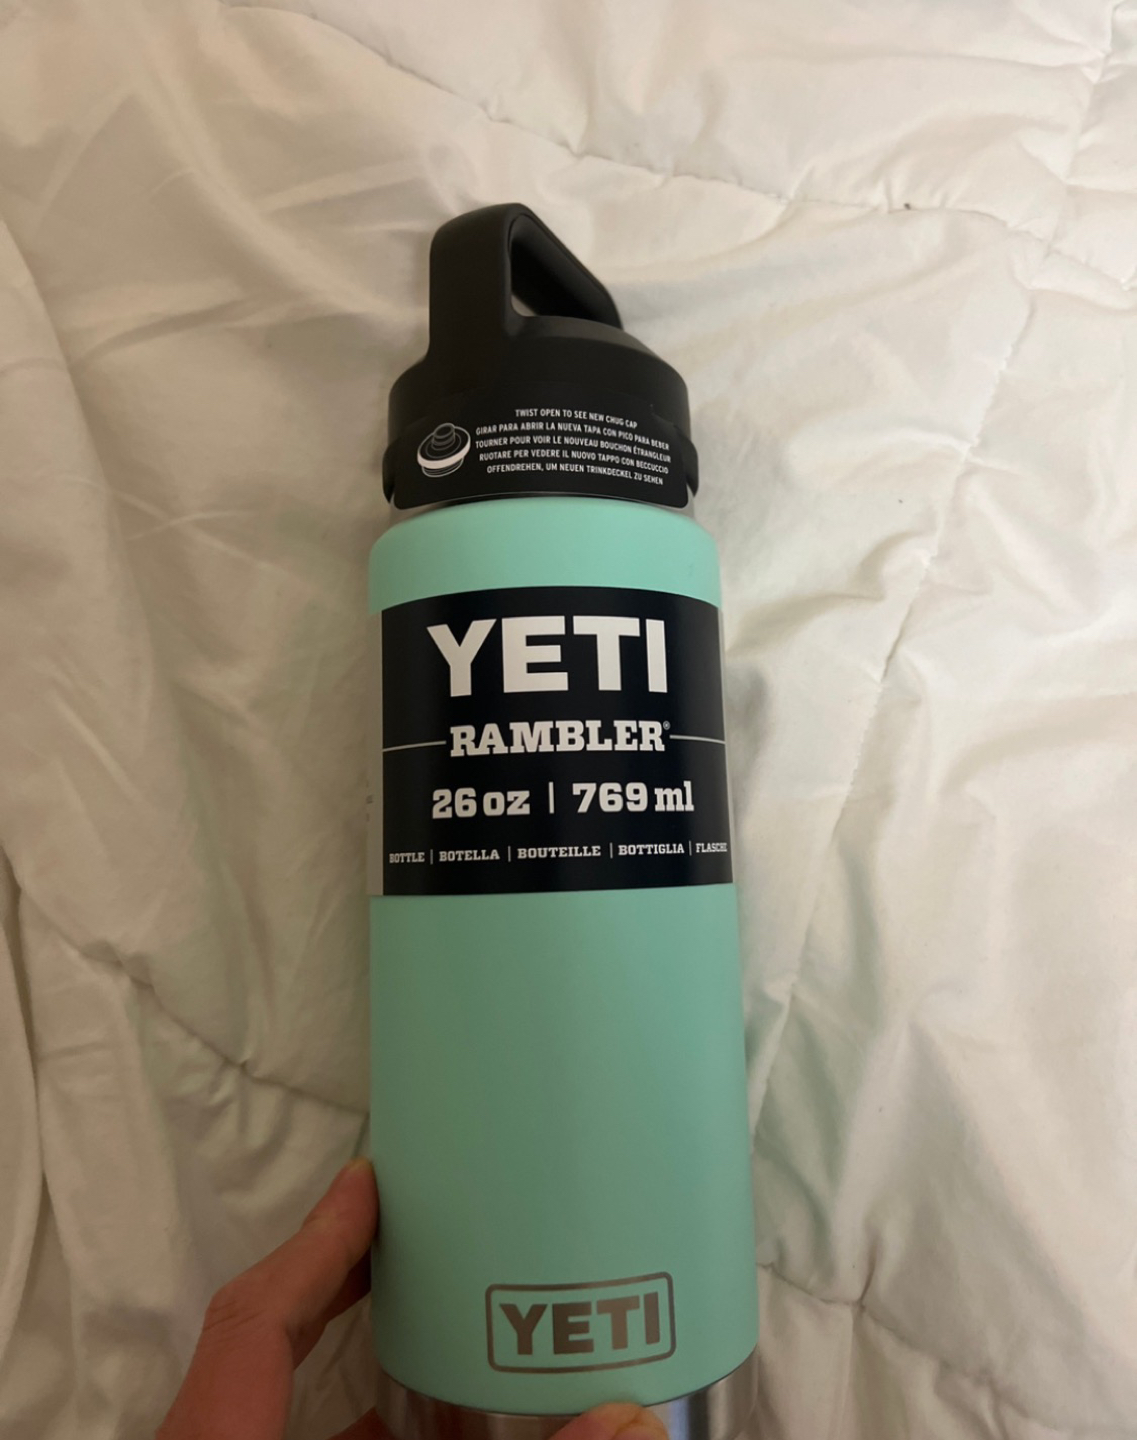 TWIST OPEN TO SEE NEW CHUG CAP
GIRAR PARA ABRIR LA NUEVA TAPA CON PICO PARA BEBER
TOURNER POUR VOIR LE NOUVEAU BOUCHON ÉTRANGLEUR
RUOTARE PER VEDERE IL NUOVO TAPPO CON BECCUCCIO
OFFENDREHEN, UM NEUEN TRINKDECKEL ZU SEHEN
YETI
RAMBLER®
26 oz | 769 ml
BOTTLE | BOTELLA | BOUTEILLE | BOTTIGLIA | FLASCHE
YETI